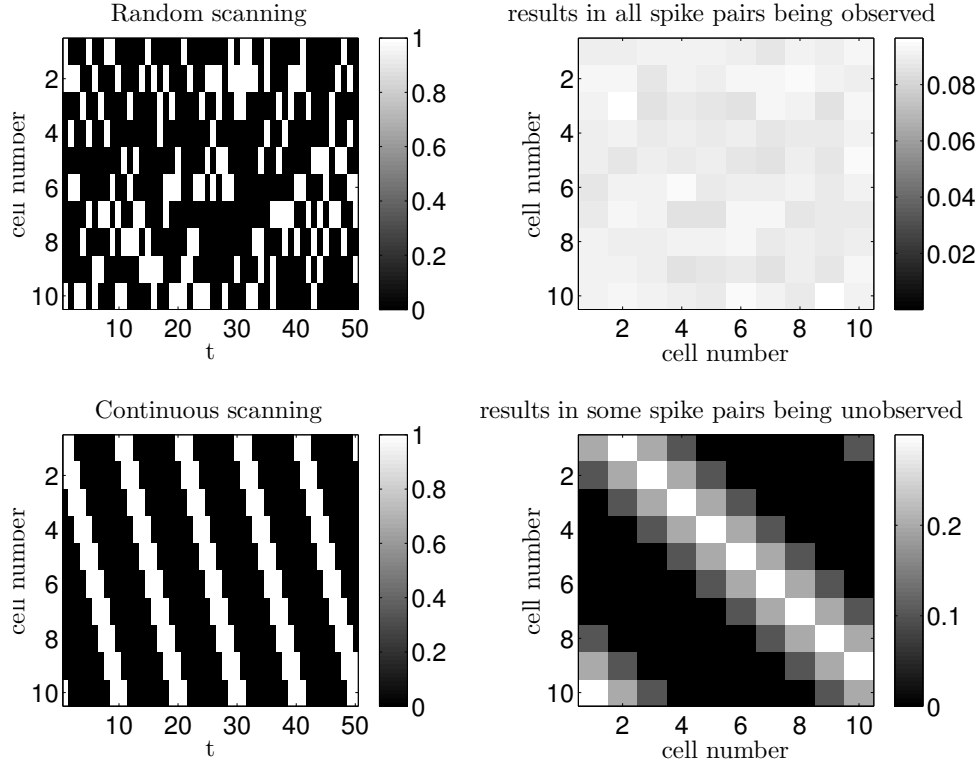 Random scanning
cell number
2
4
6
8
10
10 20 30 40 50
t
1
0.8
0.6
0.4
0.2
0
results in all spike pairs being observed
cell number
2
4
6
8
10
2 4 6 8 10
cell number
0.08
0.06
0.04
0.02
Continuous scanning
cell number
2
4
6
8
10
10 20 30 40 50
t
1
0.8
0.6
0.4
0.2
0
results in some spike pairs being unobserved
cell number
2
4
6
8
10
2 4 6 8 10
cell number
0.2
0.1
0